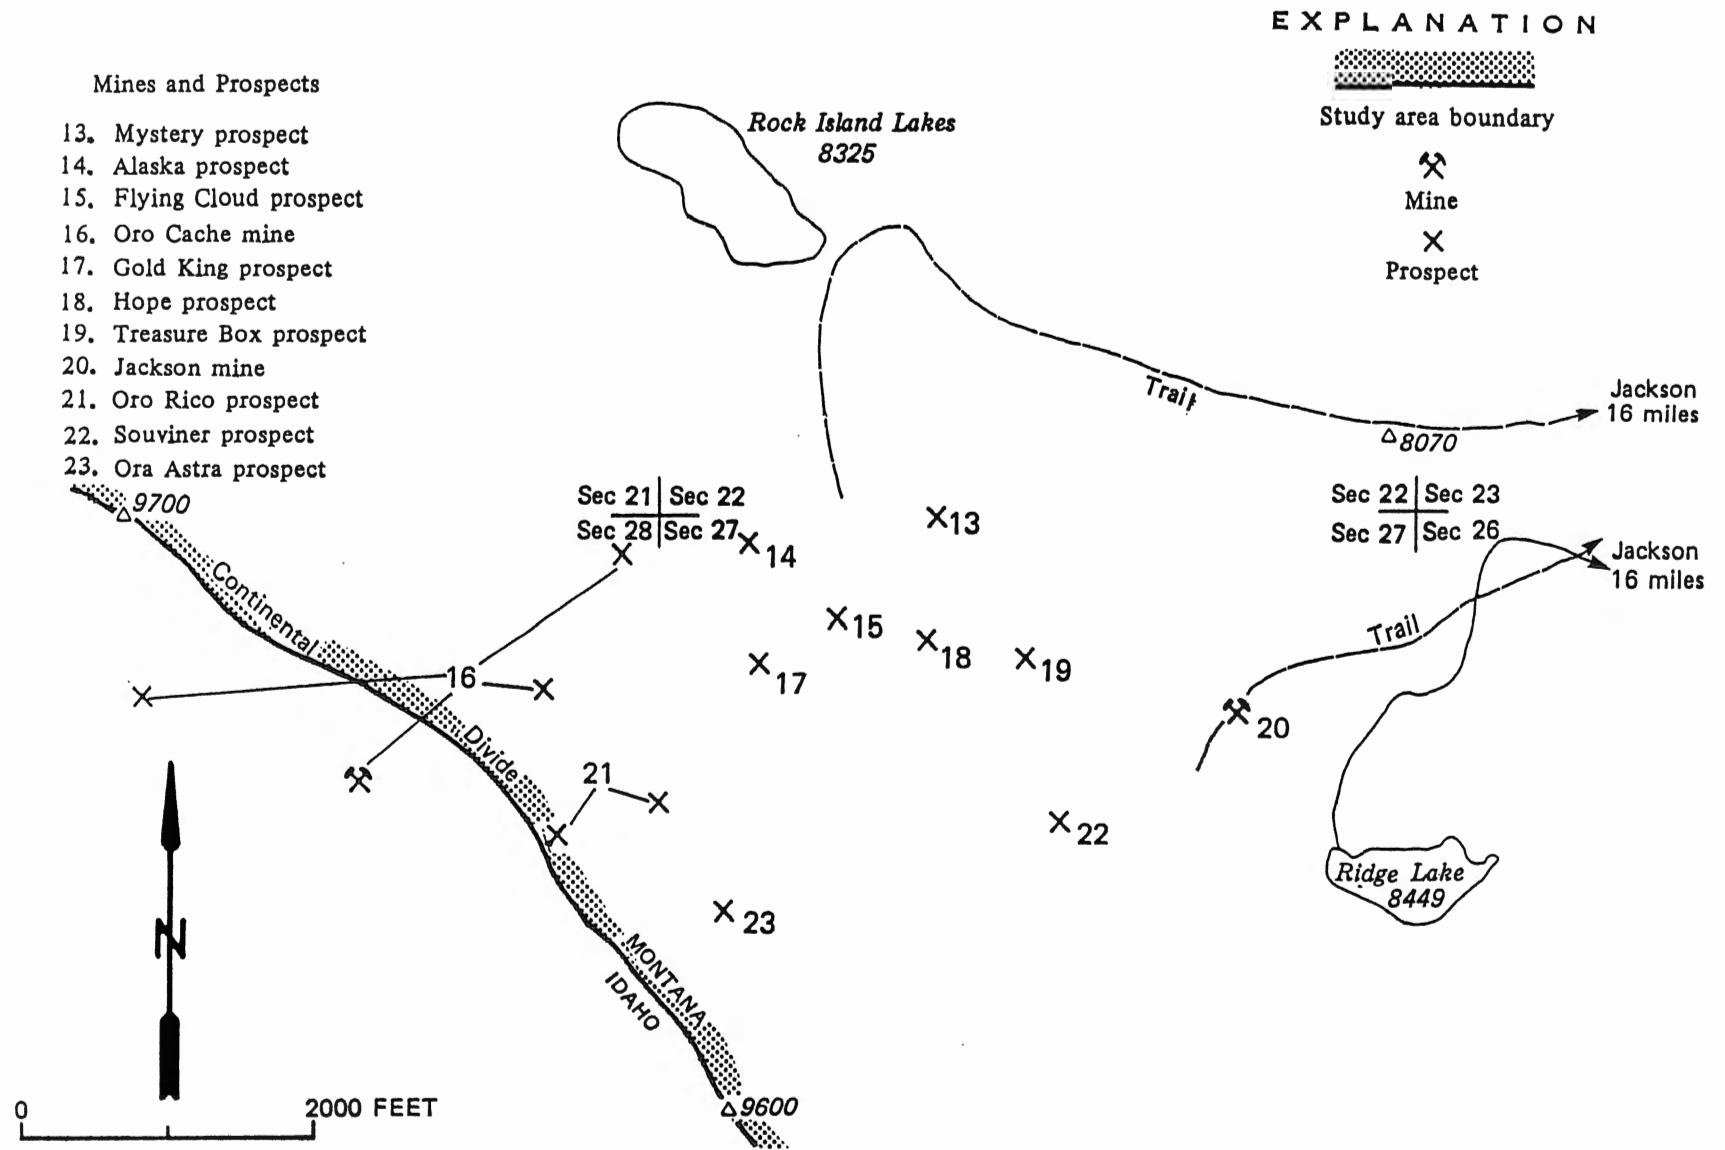 EXPLANATION
Study area boundary
Mine
Prospect
Mines and Prospects
13. Mystery prospect
14. Alaska prospect
15. Flying Cloud prospect
16. Oro Cache mine
17. Gold King prospect
18. Hope prospect
19. Treasure Box prospect
20. Jackson mine
21. Oro Rico prospect
22. Souviner prospect
23. Ora Astra prospect
Rock Island Lakes
8325
Trail
Jackson
16 miles
8070
9700
Sec 21 Sec 22
Sec 28 Sec 27
Sec 22 Sec 23
Sec 27 Sec 26
13
14
Jackson
16 miles
Continental
15
18
19
Trail
16
17
20
Divide
21
22
Ridge Lake
8449
23
N
MONTANA
IDAHO
0 2000 FEET
9600